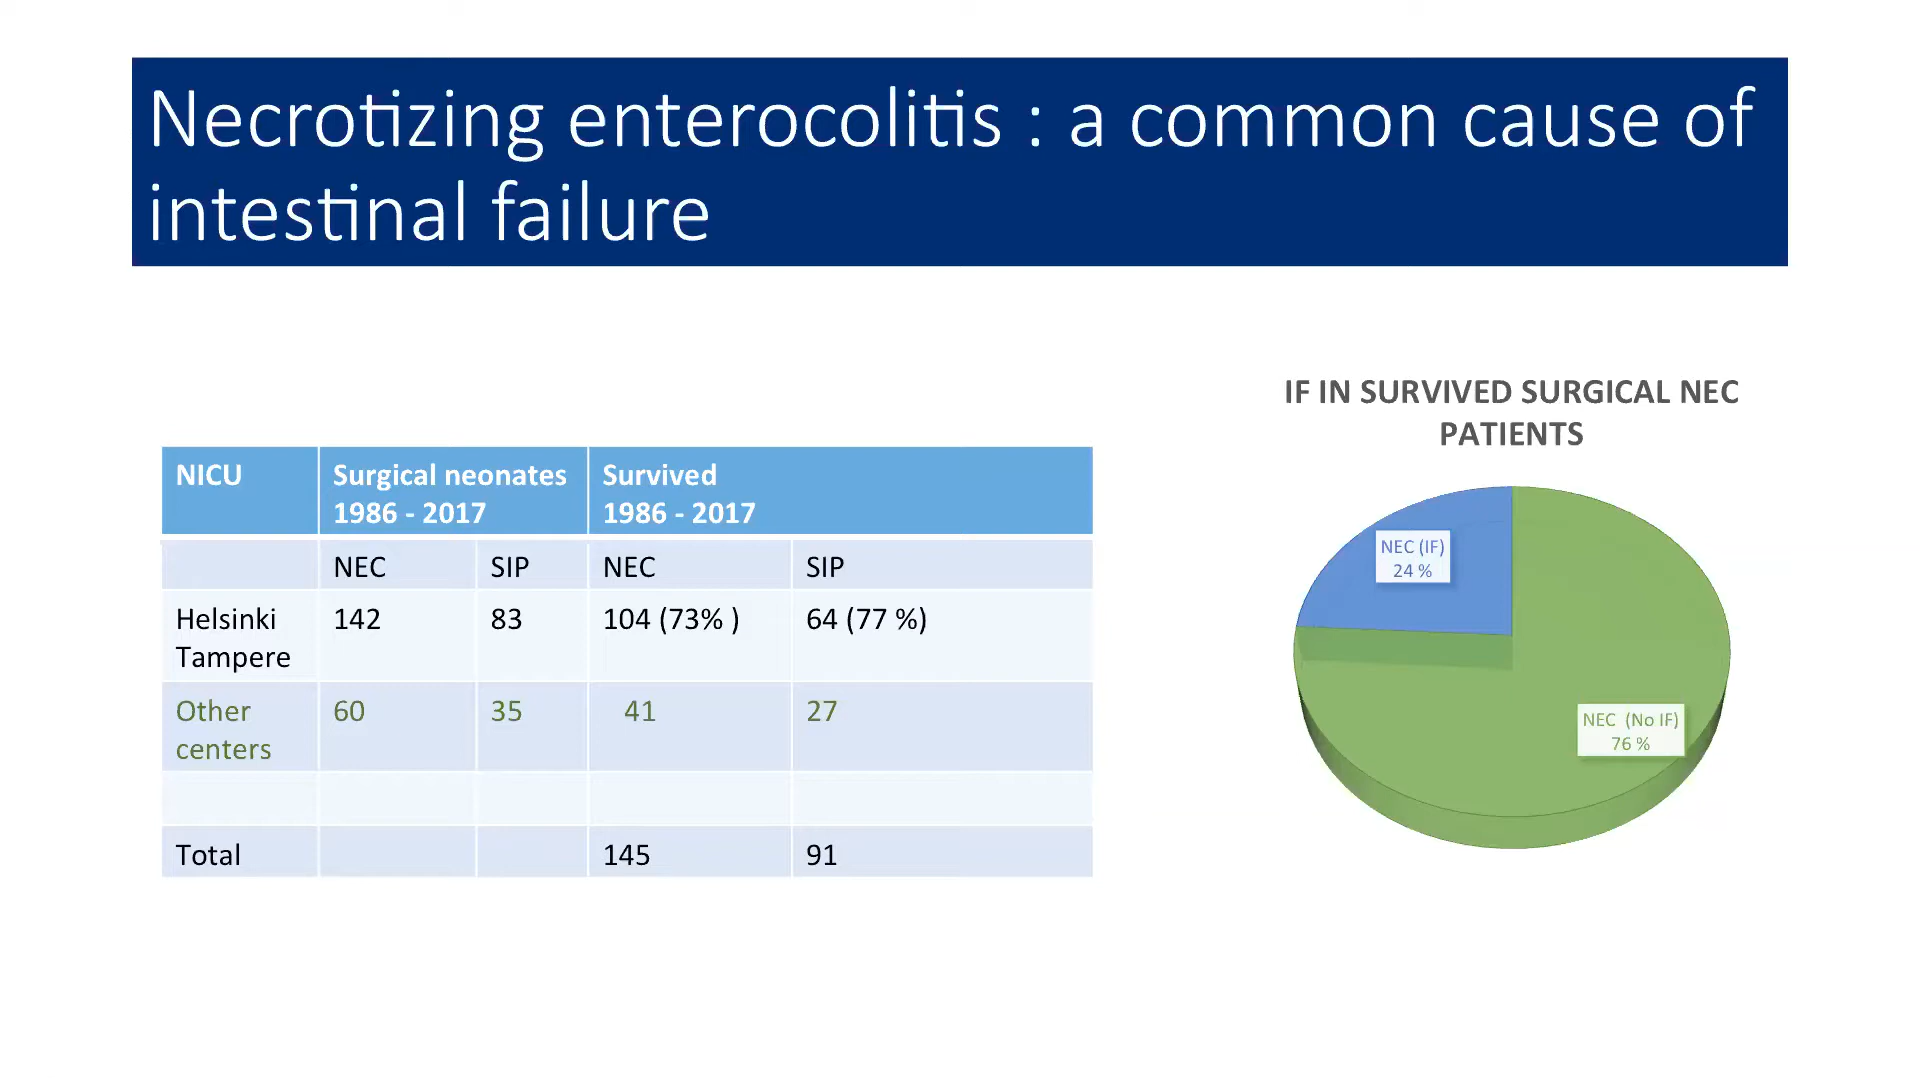 Necrotizing enterocolitis : a common cause of
intestinal failure
NICU Surgical neonates Survived
1986 - 2017 1986 - 2017
NEC SIP NEC SIP
Helsinki 142 83 104 (73% ) 64 (77 %)
Tampere
Other 60 35 41 27
centers
Total 145 91
IF IN SURVIVED SURGICAL NEC
PATIENTS
NEC (IF)
24 %
NEC (No IF)
76 %